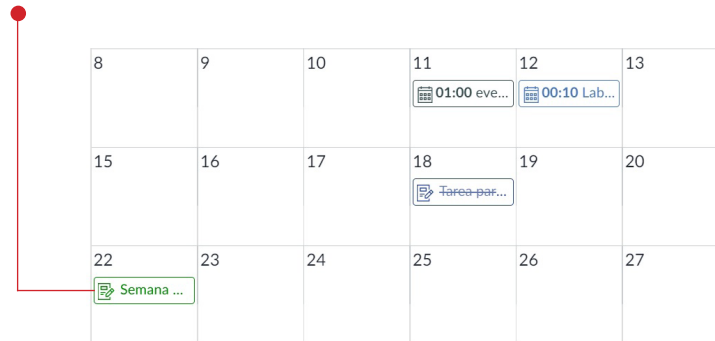 8 9 10 11 12 13
01:00 eve... 00:10 Lab...
15 16 17 18 19 20
Tarea par...
22 23 24 25 26 27
Semana ...